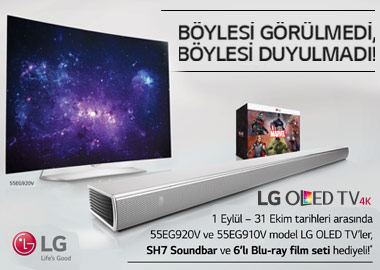 BÖYLESİ GÖRÜLMEDİ,
BÖYLESİ DUYULMADI!
55EG920V
MARVEL
LG OLED TV 4K
1 Eylül – 31 Ekim tarihleri arasında
55EG920V ve 55EG910V model LG OLED TV'ler,
SH7 Soundbar ve 6'lı Blu-ray film seti hediyeli!*
LG
Life's Good